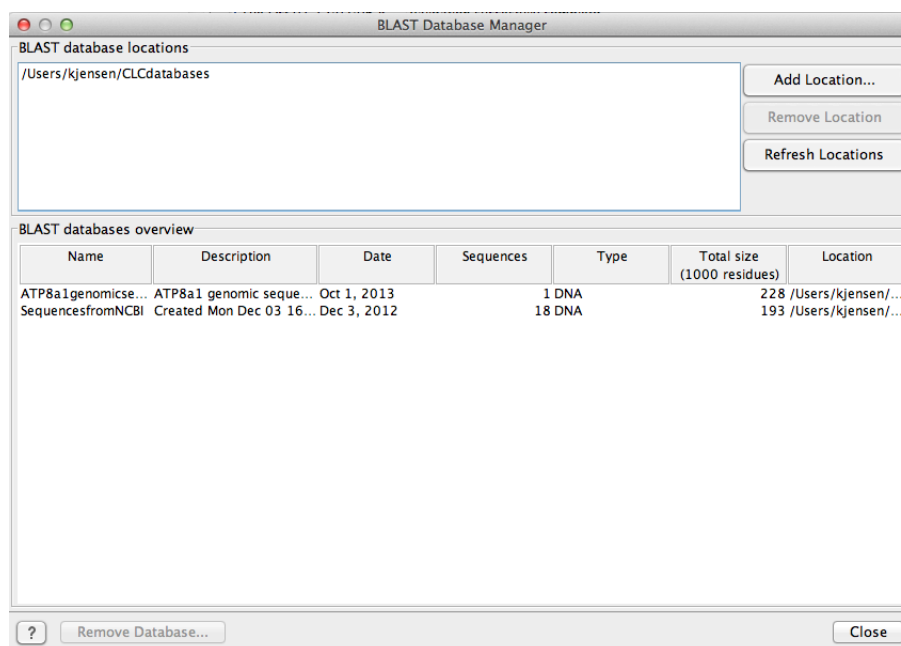 BLAST Database Manager
BLAST database locations
/Users/kjensen/CLCdatabases
Add Location...
Remove Location
Refresh Locations
BLAST databases overview
Name Description Date Sequences Type Total size Location
(1000 residues)
ATP8a1genomicse... ATP8a1 genomic seque... Oct 1, 2013 1 DNA 228 /Users/kjensen/...
SequencesfromNCBI Created Mon Dec 03 16... Dec 3, 2012 18 DNA 193 /Users/kjensen/...
? Remove Database... Close